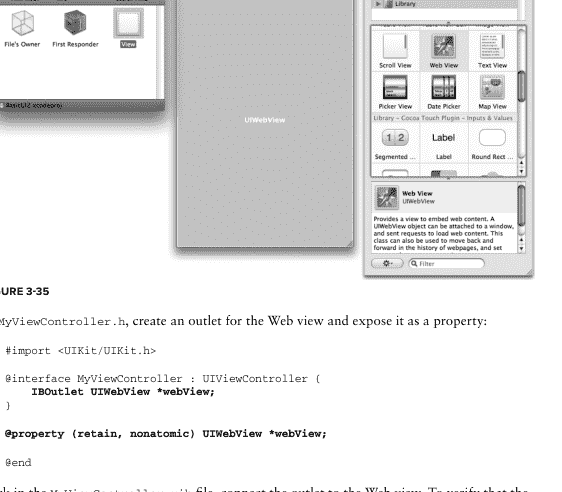 Library
File's Owner First Responder View
Scroll View Web View Text View
Picker View Date Picker Map View
Library - Cocoa Touch Plugin - Inputs & Values
1 2 Label
Segmented ... Label Round Rect ...
UIWebView
Web View
UIWebView
Provides a view to embed web content. A
UIWebView object can be attached to a window,
and sent requests to load web content. This
class can also be used to move back and
forward in the history of webpages, and set
Filter
URE 3-35
MyViewController.h, create an outlet for the Web view and expose it as a property:
#import <UIKit/UIKit.h>
@interface MyViewController : UIViewController {
IBOutlet UIWebView *webView;
}
@property (retain, nonatomic) UIWebView *webView;
@end
in the file, connect the outlet to the Web view. To verify that the